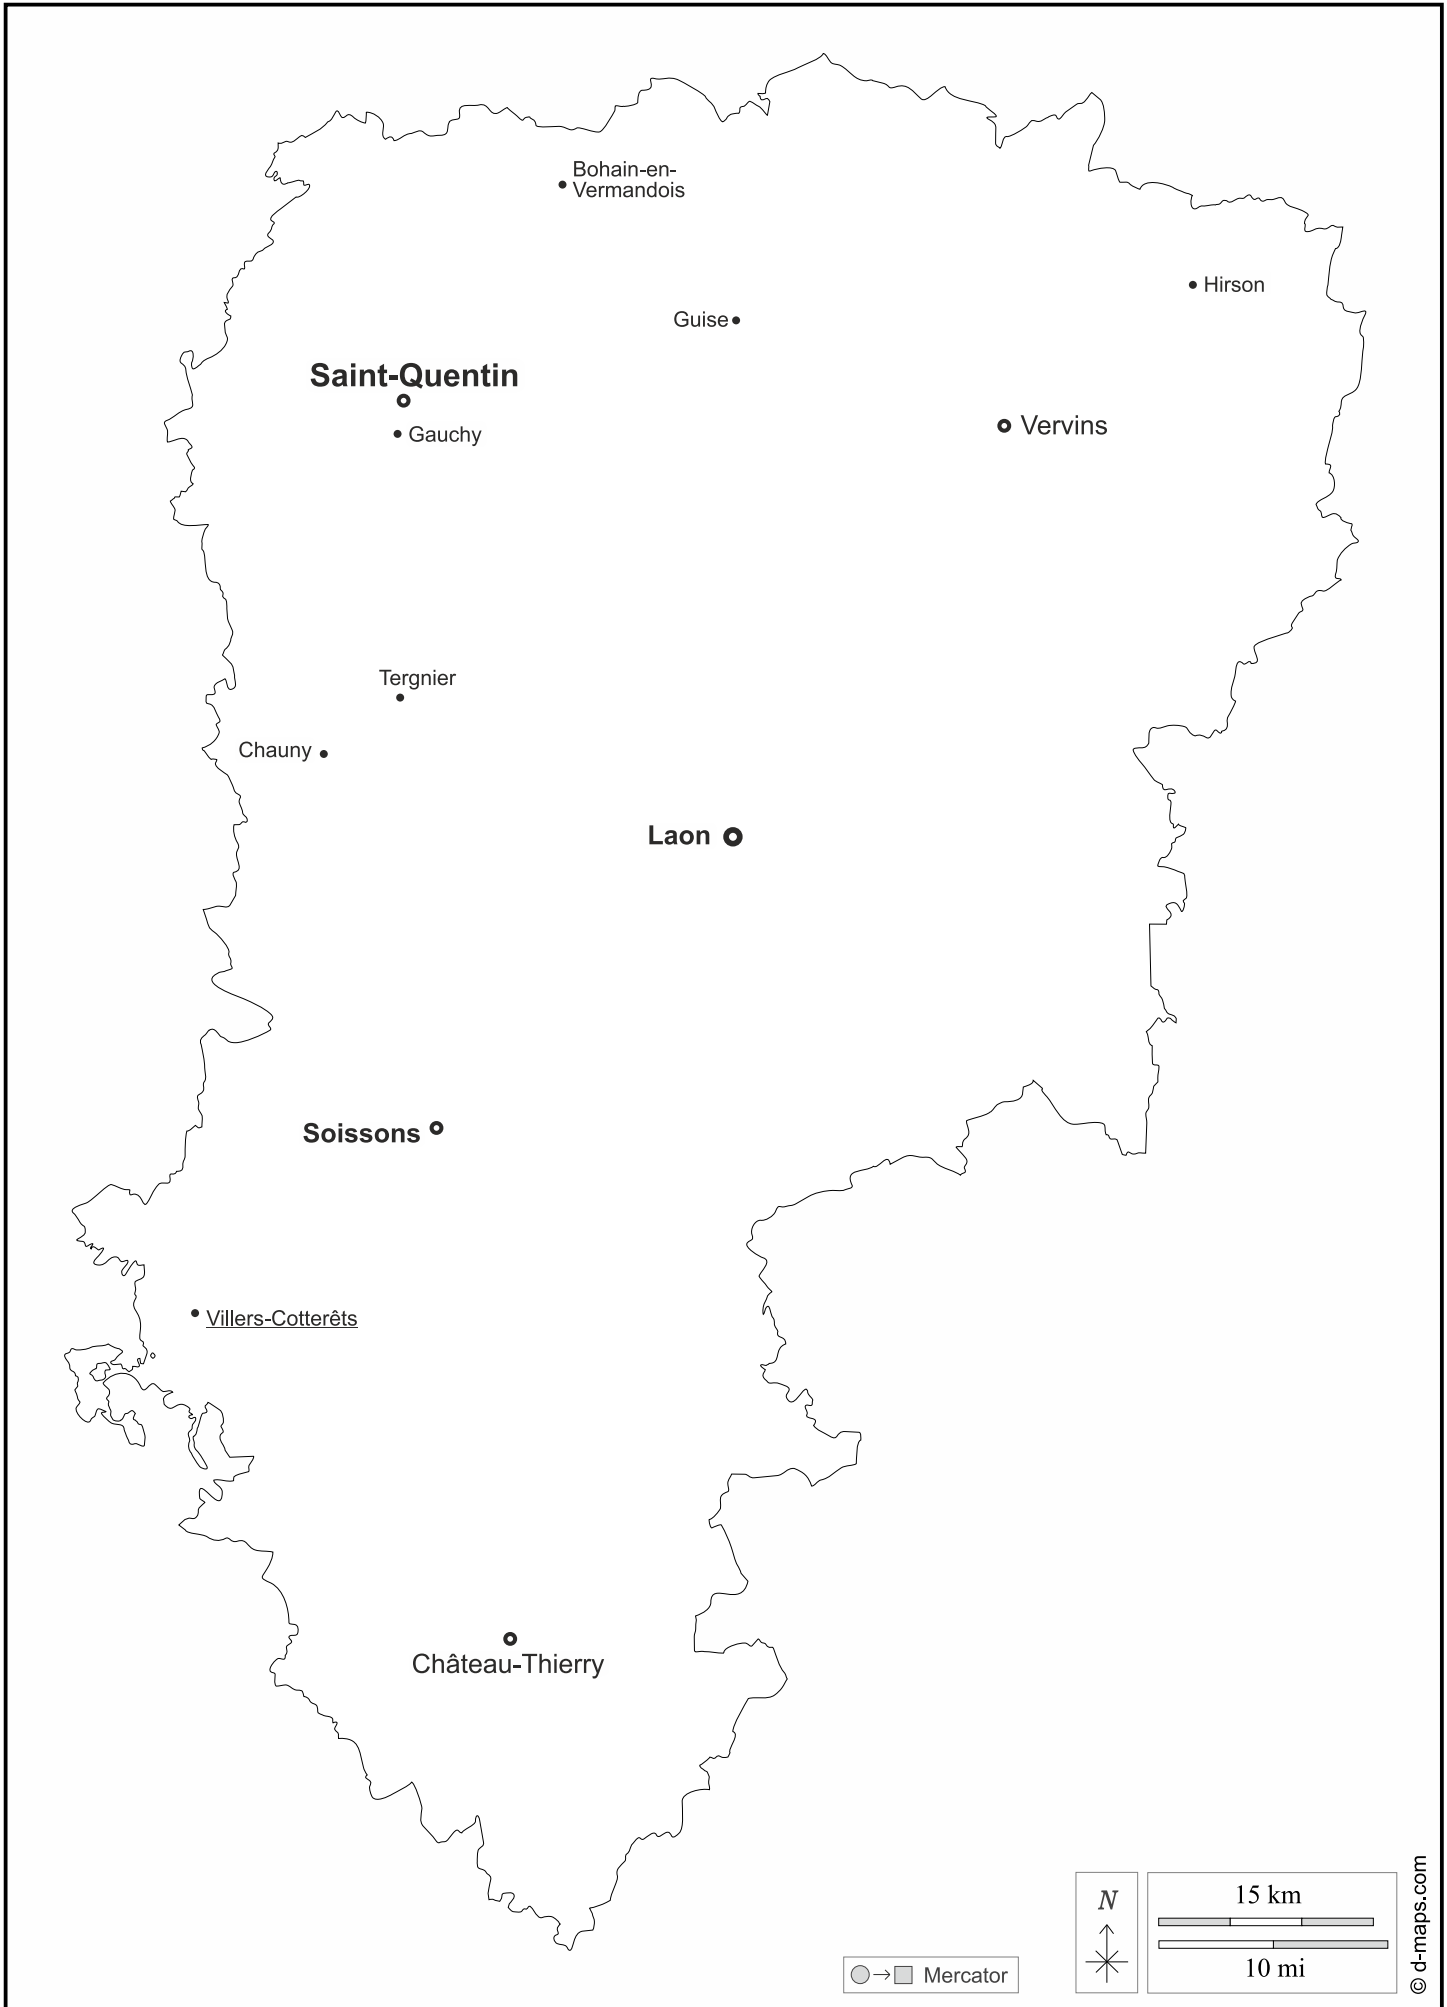 Bohain-en-
Vermandois
Hirson
Guise
Saint-Quentin
Gauchy
Vervins
Tergnier
Chauny
Laon
Soissons
Villers-Cotterêts
Château-Thierry
N
15 km
10 mi
Mercator
© d-maps.com